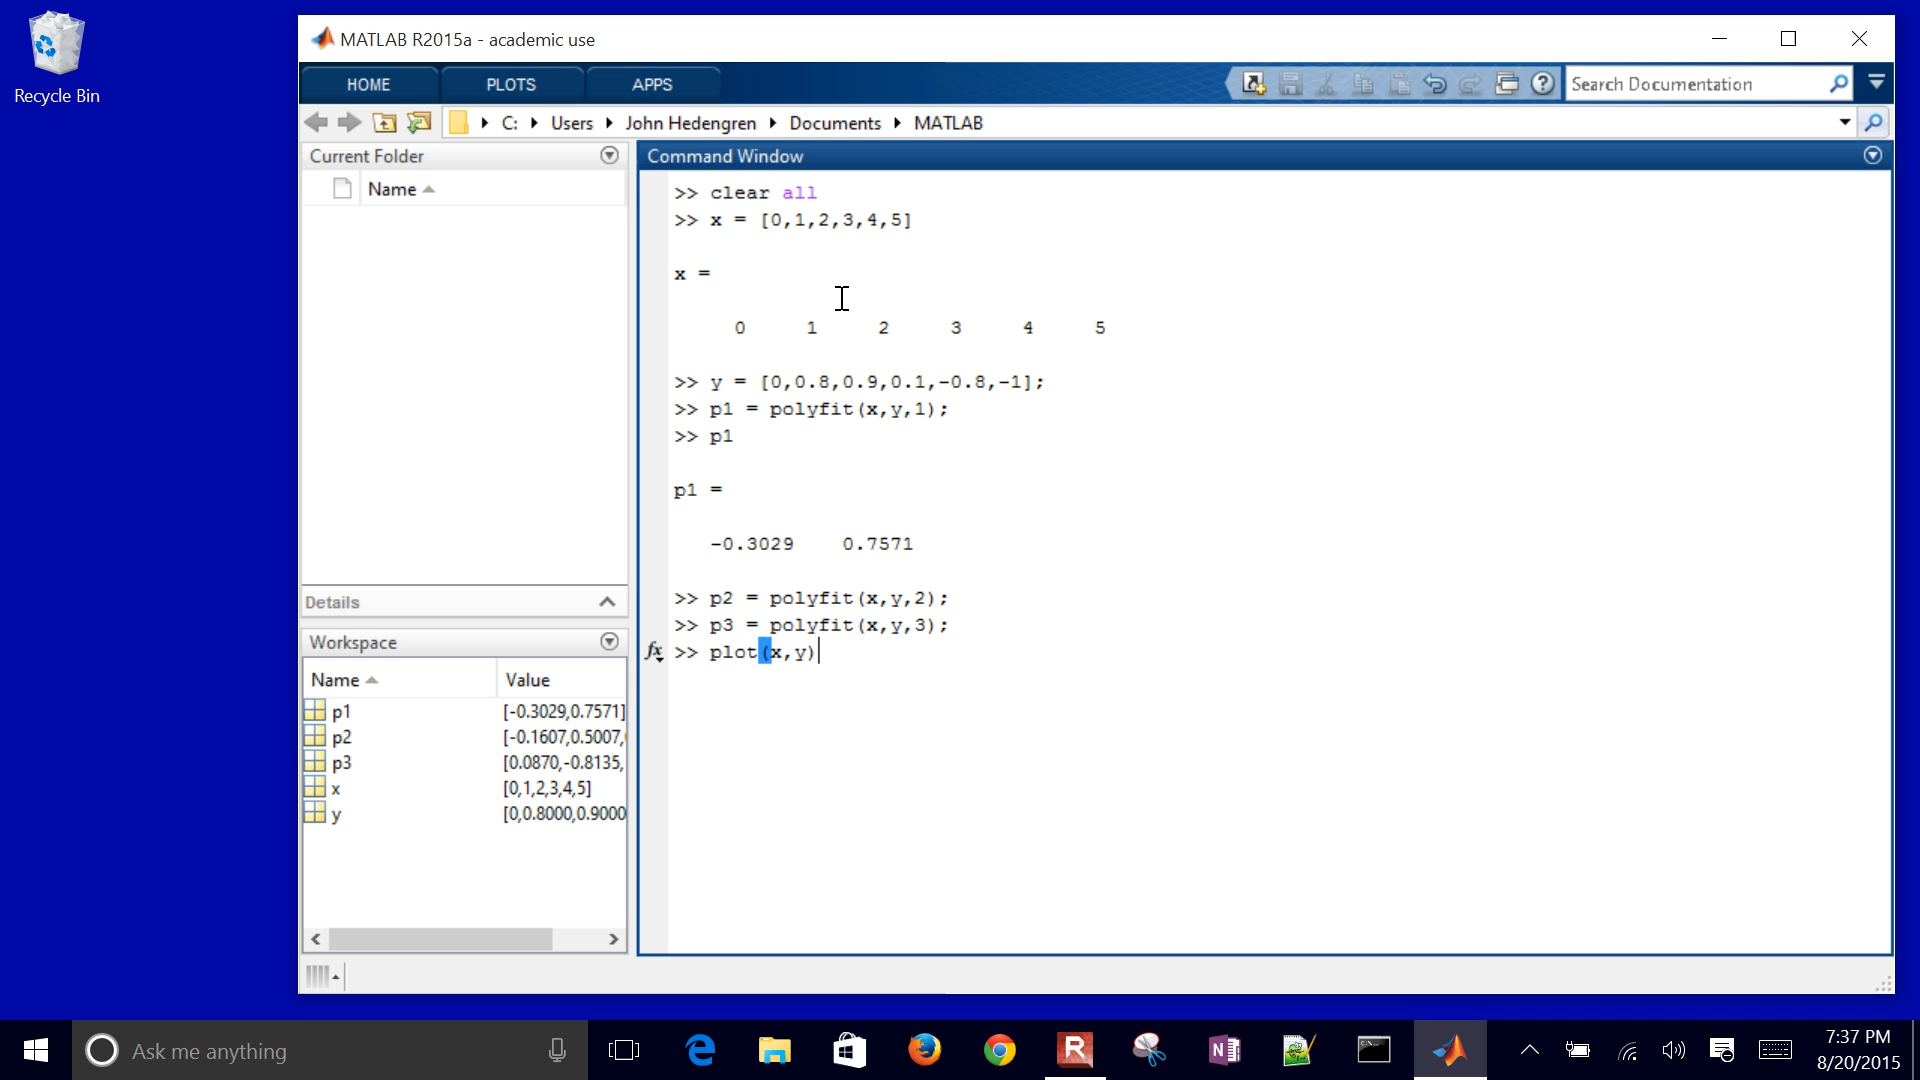 Recycle Bin
MATLAB R2015a - academic use
HOME PLOTS APPS
Search Documentation
C: Users John Hedengren Documents MATLAB
Current Folder
Name
Command Window
>> clear all
>> x = [0,1,2,3,4,5]
x =
0 1 2 3 4 5
>> y = [0,0.8,0.9,0.1,-0.8,-1];
>> p1 = polyfit(x,y,1);
>> p1
p1 =
-0.3029 0.7571
>> p2 = polyfit(x,y,2);
>> p3 = polyfit(x,y,3);
fx >> plot(x,y)
Details
Workspace
Name Value
p1 [-0.3029,0.7571]
p2 [-0.1607,0.5007,
p3 [0.0870,-0.8135,
x [0,1,2,3,4,5]
y [0,0.8000,0.9000
Ask me anything
7:37 PM
8/20/2015